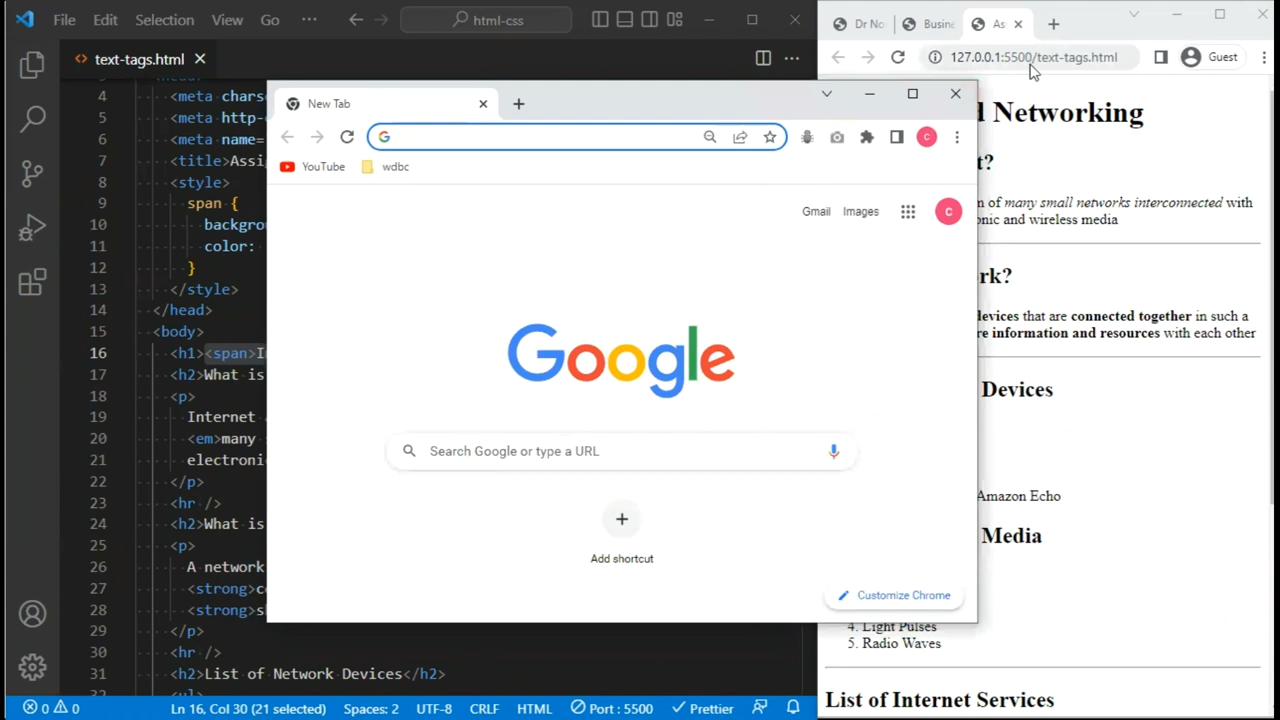 File Edit Selection View Go ··· html-css
text-tags.html
4 <meta charse
5 <meta http-e
6 <meta name=
7 <title>Assig
8 <style>
9 span {
10 backgrou
11 color:
12 }
13 </style>
14 </head>
15 <body>
16 <h1><span>I
17 <h2>What is
18 <p>
19 Internet
20 <em>many
21 electroni
22 </p>
23 <hr />
24 <h2>What is
25 <p>
26 A network
27 <strong>c
28 <strong>s
29 </p>
30 <hr />
31 <h2>List of Network Devices</h2>
0 0 Ln 16, Col 30 (21 selected) Spaces: 2 UTF-8 CRLF HTML Port : 5500 Prettier
New Tab
YouTube wdbc
C
Gmail Images C
Google
Search Google or type a URL
Add shortcut
Customize Chrome
Dr No Busine As
127.0.0.1:5500/text-tags.html Guest
d Networking
t?
m of many small networks interconnected with
onic and wireless media
rk?
devices that are connected together in such a
re information and resources with each other
Devices
Amazon Echo
Media
4. Light Pulses
5. Radio Waves
List of Internet Services